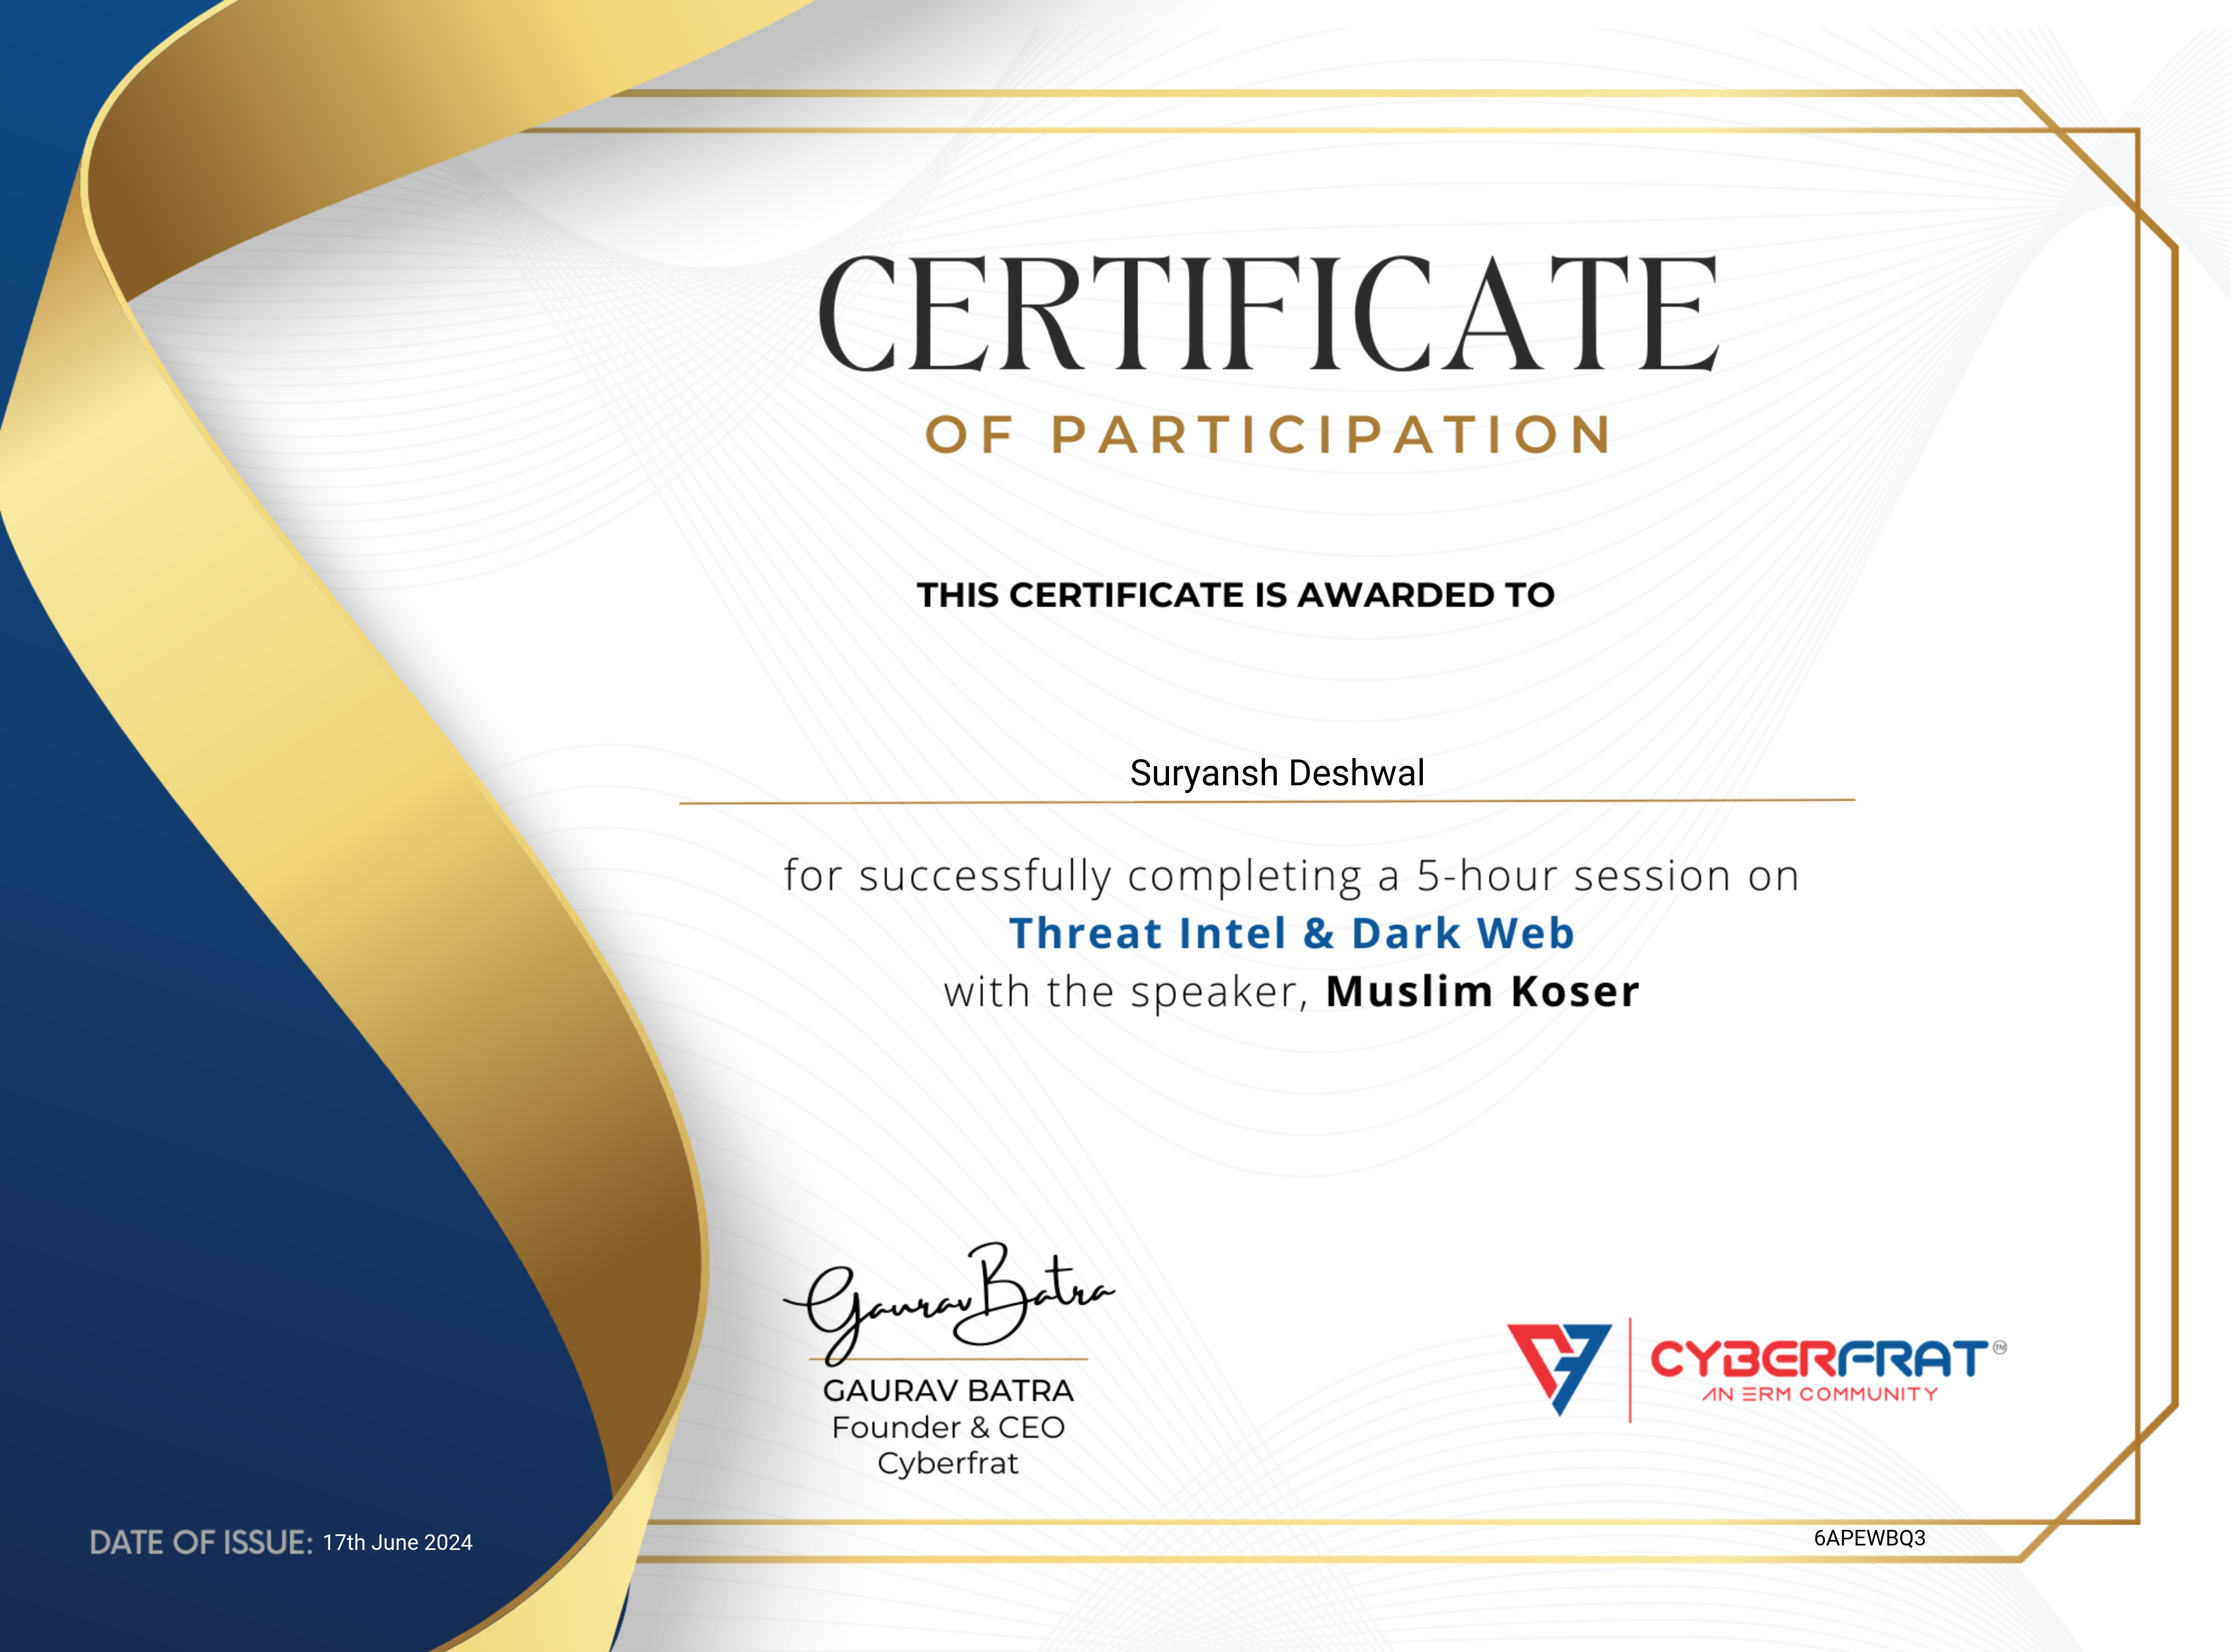 CERTIFICATE
OF PARTICIPATION
THIS CERTIFICATE IS AWARDED TO
Suryansh Deshwal
for successfully completing a 5-hour session on
Threat Intel & Dark Web
with the speaker, Muslim Koser
Gaurav Batra
GAURAV BATRA
Founder & CEO
Cyberfrat
CYBERFRAT™
AN ERM COMMUNITY
DATE OF ISSUE: 17th June 2024
6APEWBQ3